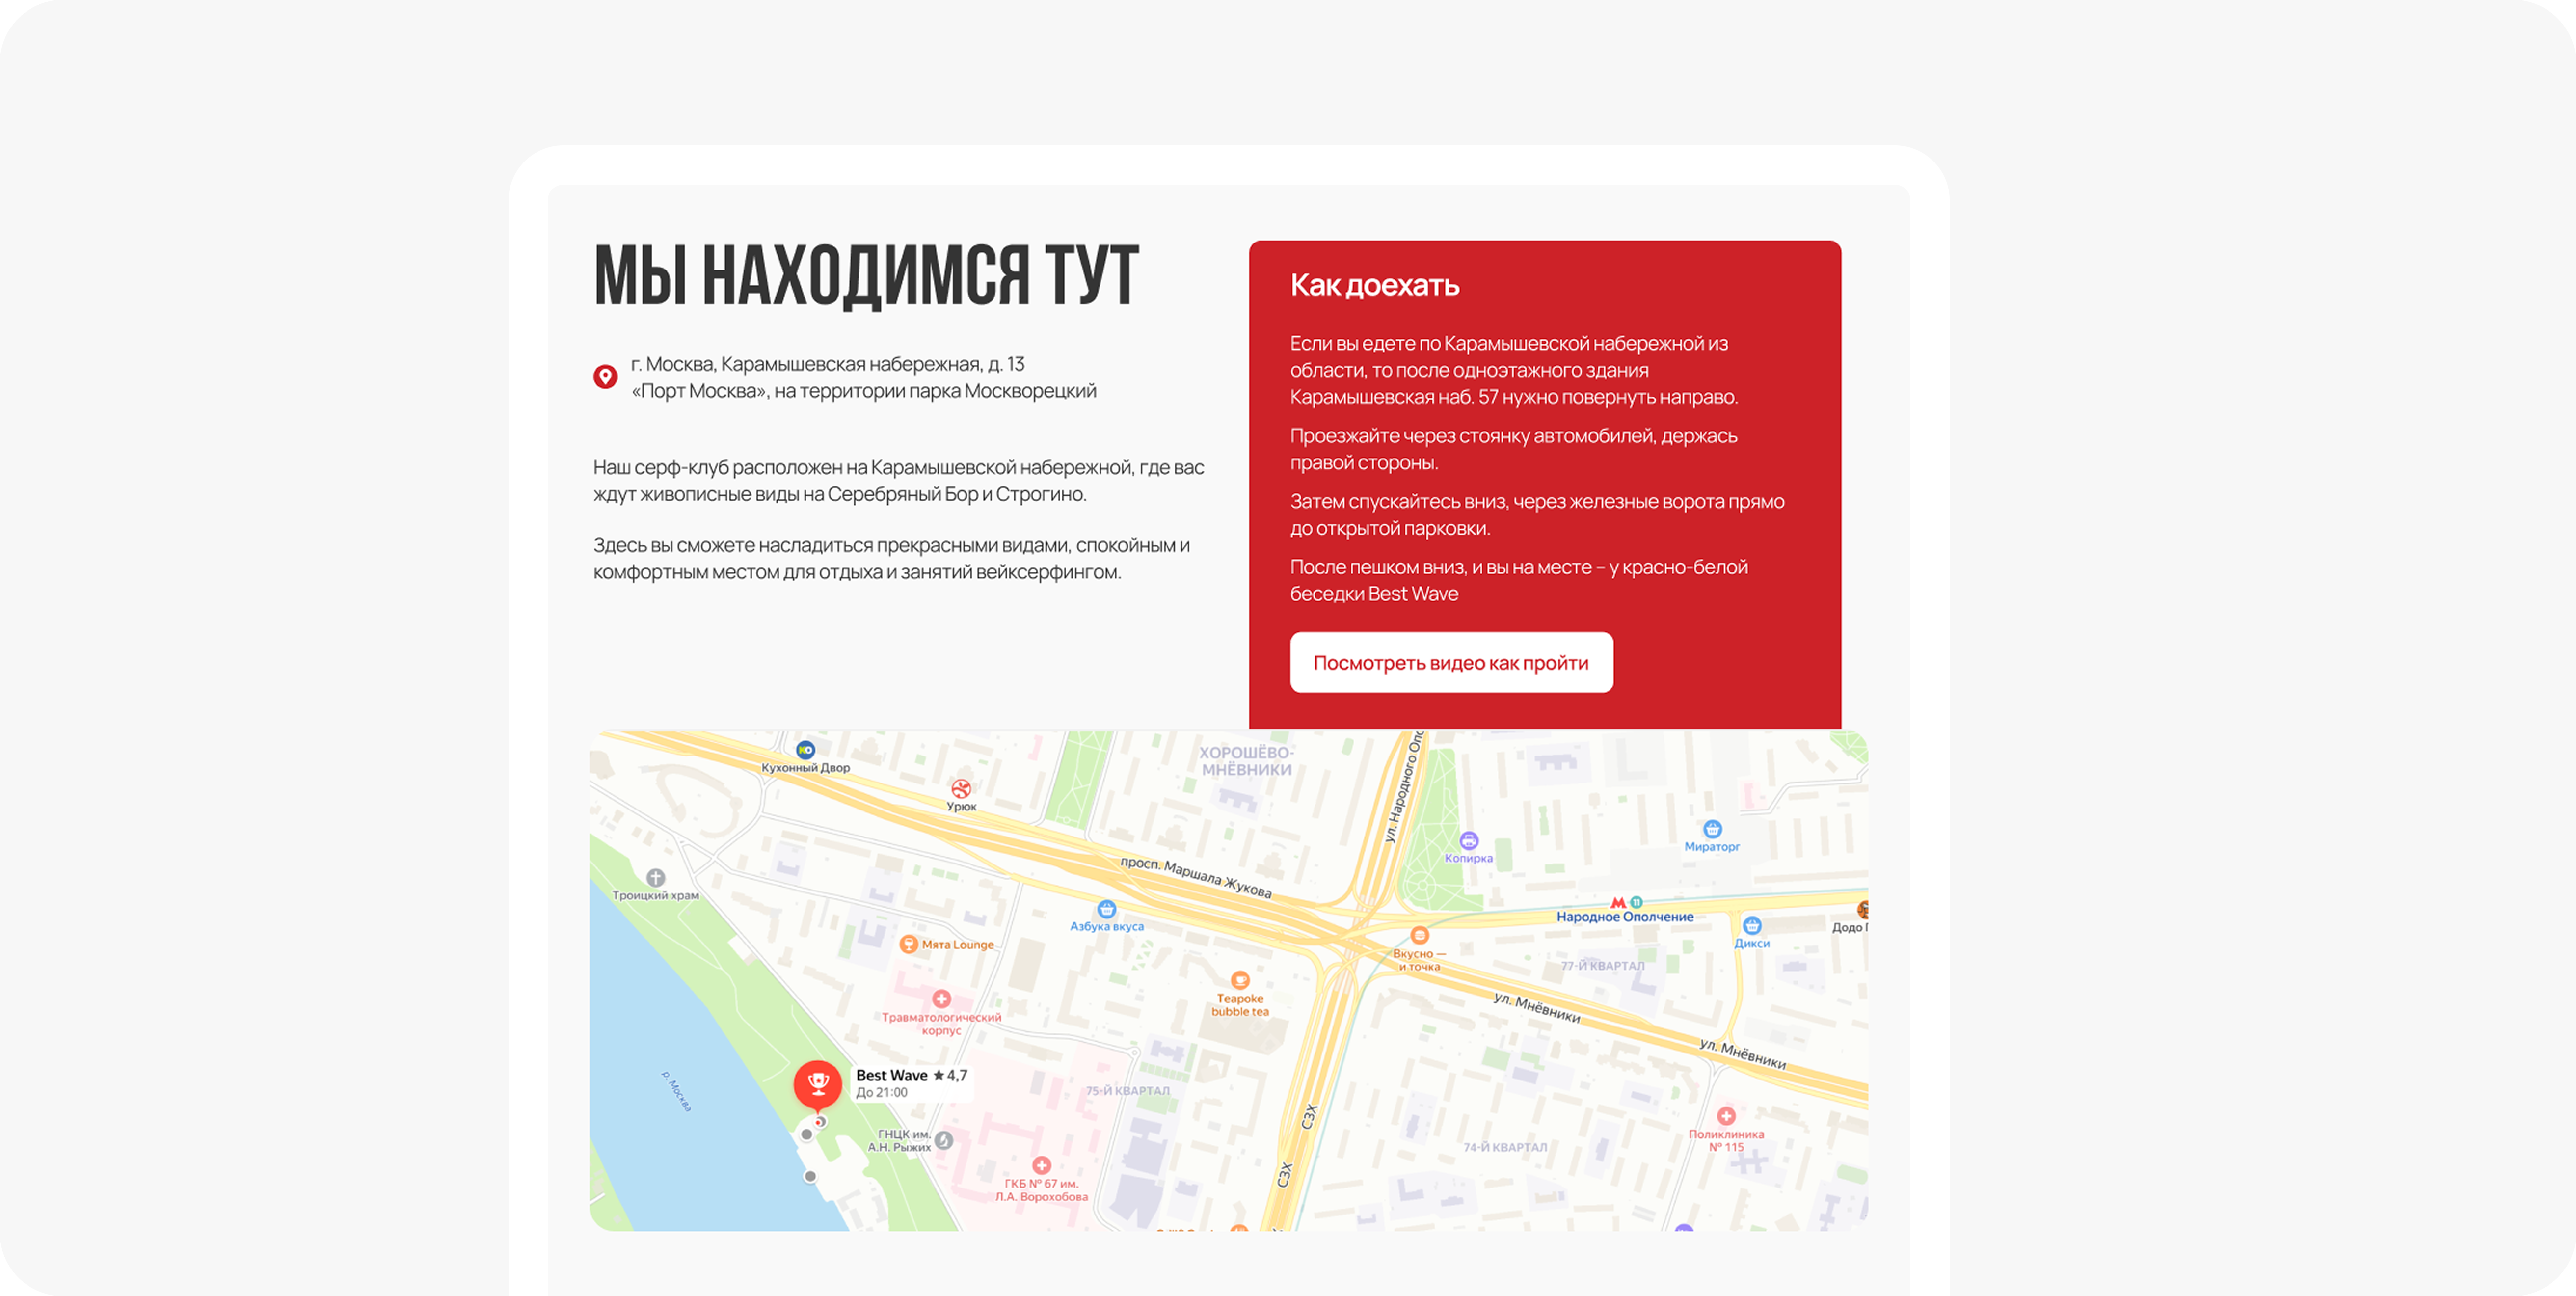 МЫ НАХОДИМСЯ ТУТ
г. Москва, Карамышевская набережная, д. 13
«Порт Москва», на территории парка Москворецкий
Наш серф-клуб расположен на Карамышевской набережной, где вас
ждут живописные виды на Серебряный Бор и Строгино.
Здесь вы сможете насладиться прекрасными видами, спокойным и
комфортным местом для отдыха и занятий вейксерфингом.
Как доехать
Если вы едете по Карамышевской набережной из
области, то после одноэтажного здания
Карамышевская наб. 57 нужно повернуть направо.
Проезжайте через стоянку автомобилей, держась
правой стороны.
Затем спускайтесь вниз, через железные ворота прямо
до открытой парковки.
После пешком вниз, и вы на месте – у красно-белой
беседки Best Wave
Посмотреть видео как пройти
КО
Кухонный Двор
Урюк
ХОРОШЁВО-
МНЁВНИКИ
ул. Народного
Копирка
Мираторг
просп. Маршала Жукова
Троицкий храм
Азбука вкуса
Мята Lounge
М 11
Народное Ополчение
Дикси
Додо
Вкусно —
и точка
77-Й КВАРТАЛ
Травматологический
корпус
Teapoke
bubble tea
ул. Мнёвники
ул. Мнёвники
р. Москва
Best Wave ★ 4,7
До 21:00
75-Й КВАРТАЛ
СЗХ
ГНЦК им.
А.Н. Рыжих
74-Й КВАРТАЛ
Поликлиника
№ 115
ГКБ № 67 им.
Л.А. Ворохобова
СЗХ